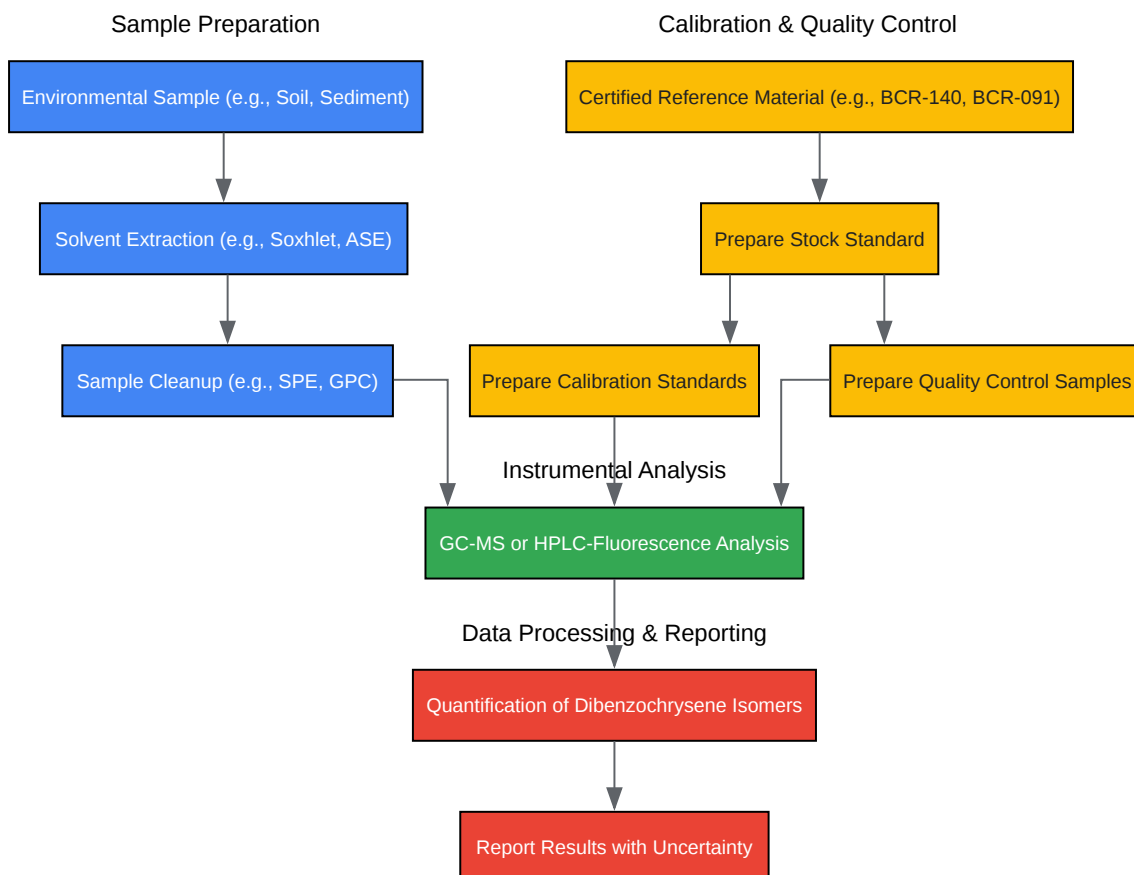 Sample Preparation
Calibration & Quality Control
Environmental Sample (e.g., Soil, Sediment)
Certified Reference Material (e.g., BCR-140, BCR-091)
Solvent Extraction (e.g., Soxhlet, ASE)
Prepare Stock Standard
Sample Cleanup (e.g., SPE, GPC)
Prepare Calibration Standards
Prepare Quality Control Samples
Instrumental Analysis
GC-MS or HPLC-Fluorescence Analysis
Data Processing & Reporting
Quantification of Dibenzochrysene Isomers
Report Results with Uncertainty